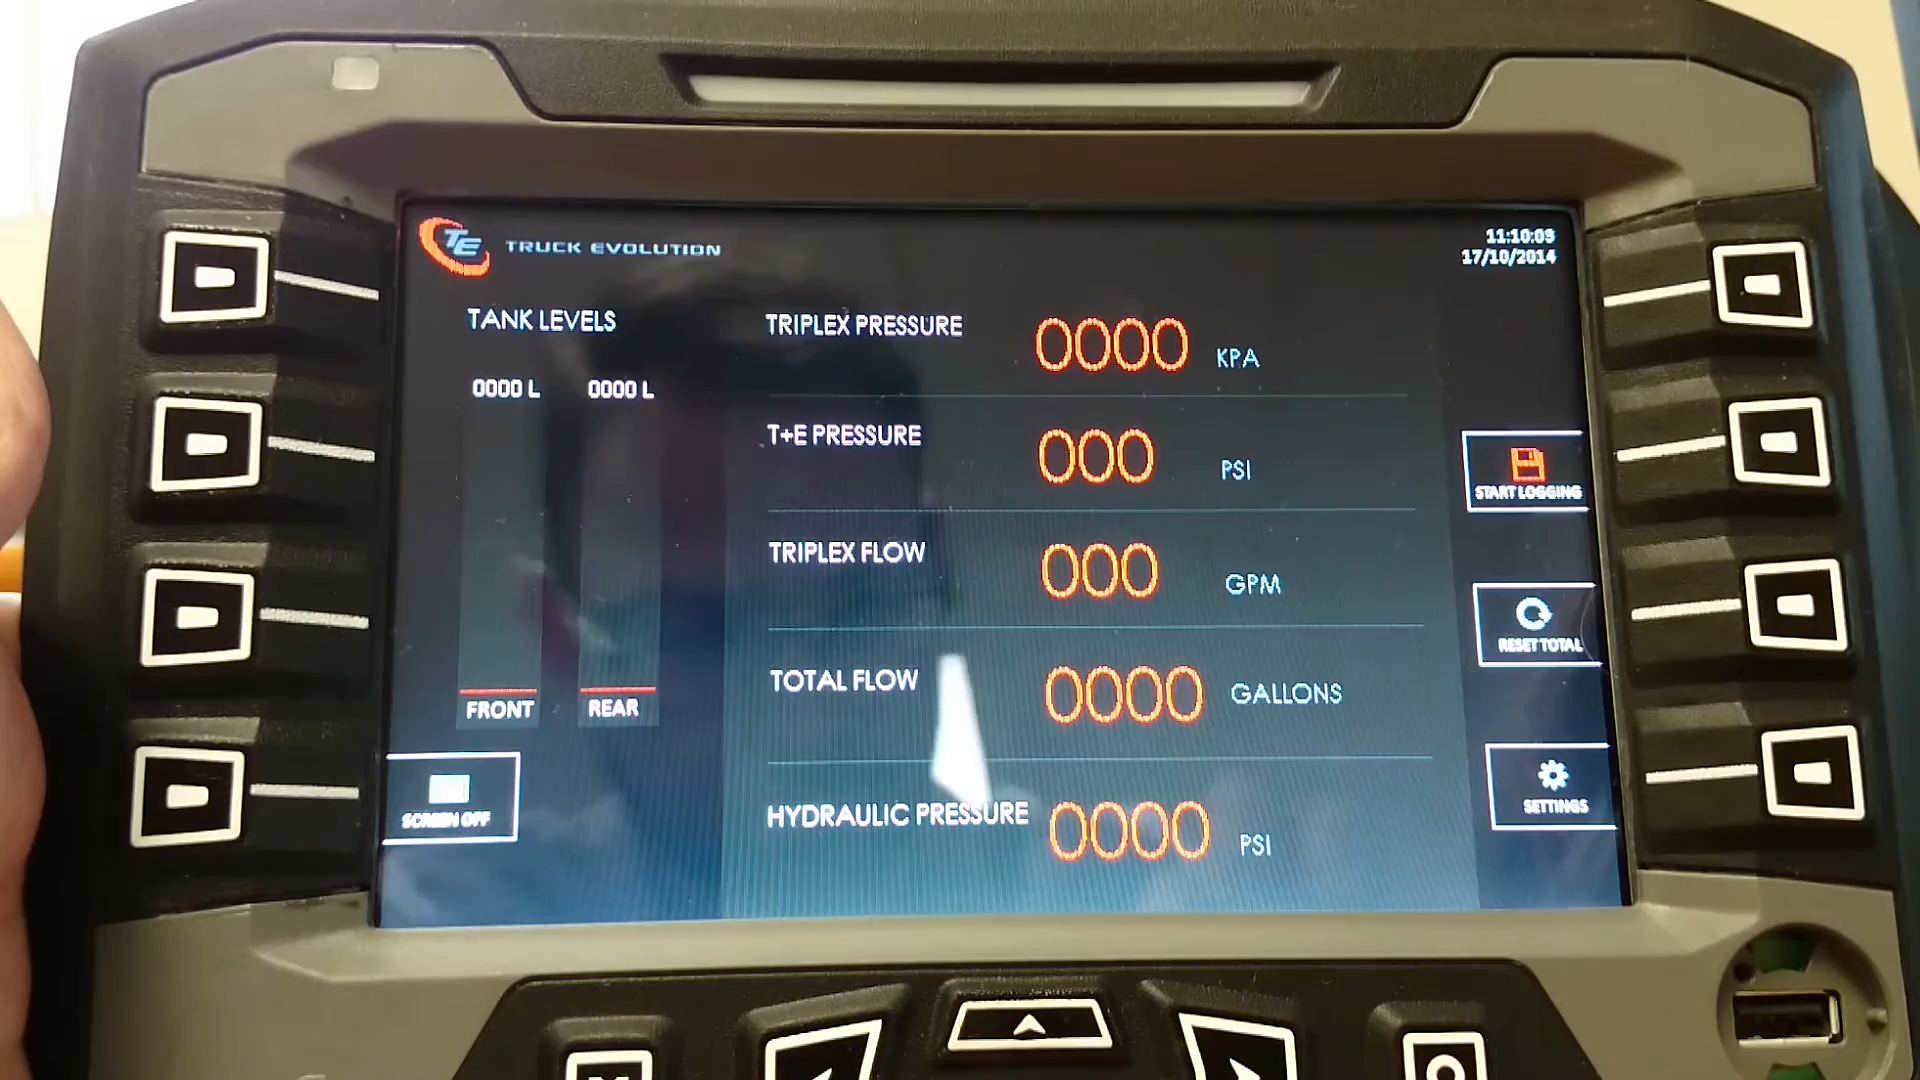 TE TRUCK EVOLUTION
11:10:09
17/10/2014
TANK LEVELS
0000 L 0000 L
FRONT REAR
TRIPLEX PRESSURE 0000 KPA
T+E PRESSURE 000 PSI
TRIPLEX FLOW 000 GPM
TOTAL FLOW 0000 GALLONS
HYDRAULIC PRESSURE 0000 PSI
START LOGGING
RESET TOTAL
SETTINGS
SCREEN OFF